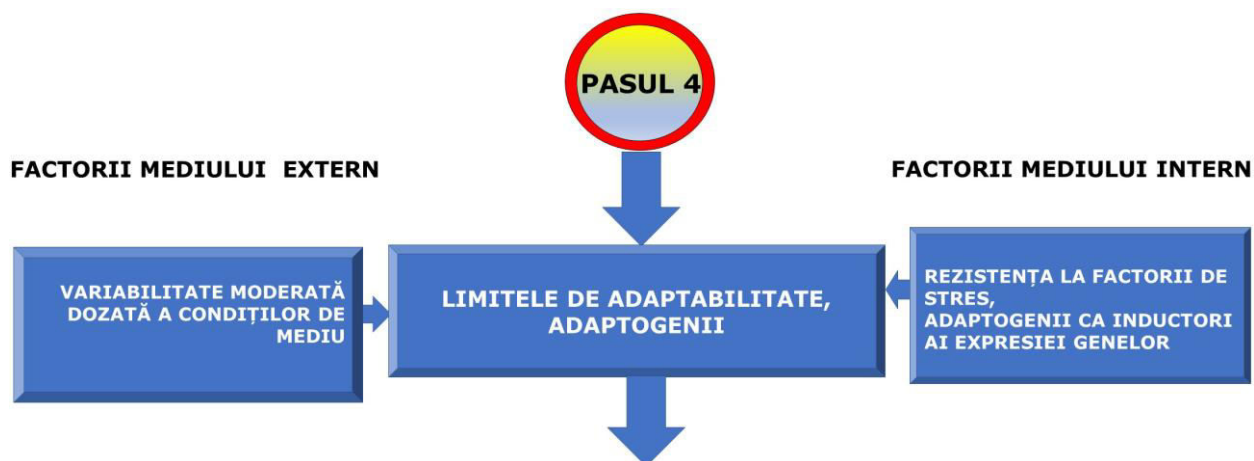 PASUL 4
FACTORII MEDIULUI EXTERN
FACTORII MEDIULUI INTERN
VARIABILITATE MODERATĂ
DOZATĂ A CONDIȚIILOR DE
MEDIU
LIMITELE DE ADAPTABILITATE,
ADAPTOGENII
REZISTENȚA LA FACTORII DE
STRES,
ADAPTOGENII CA INDUCTORI
AI EXPRESIEI GENELOR